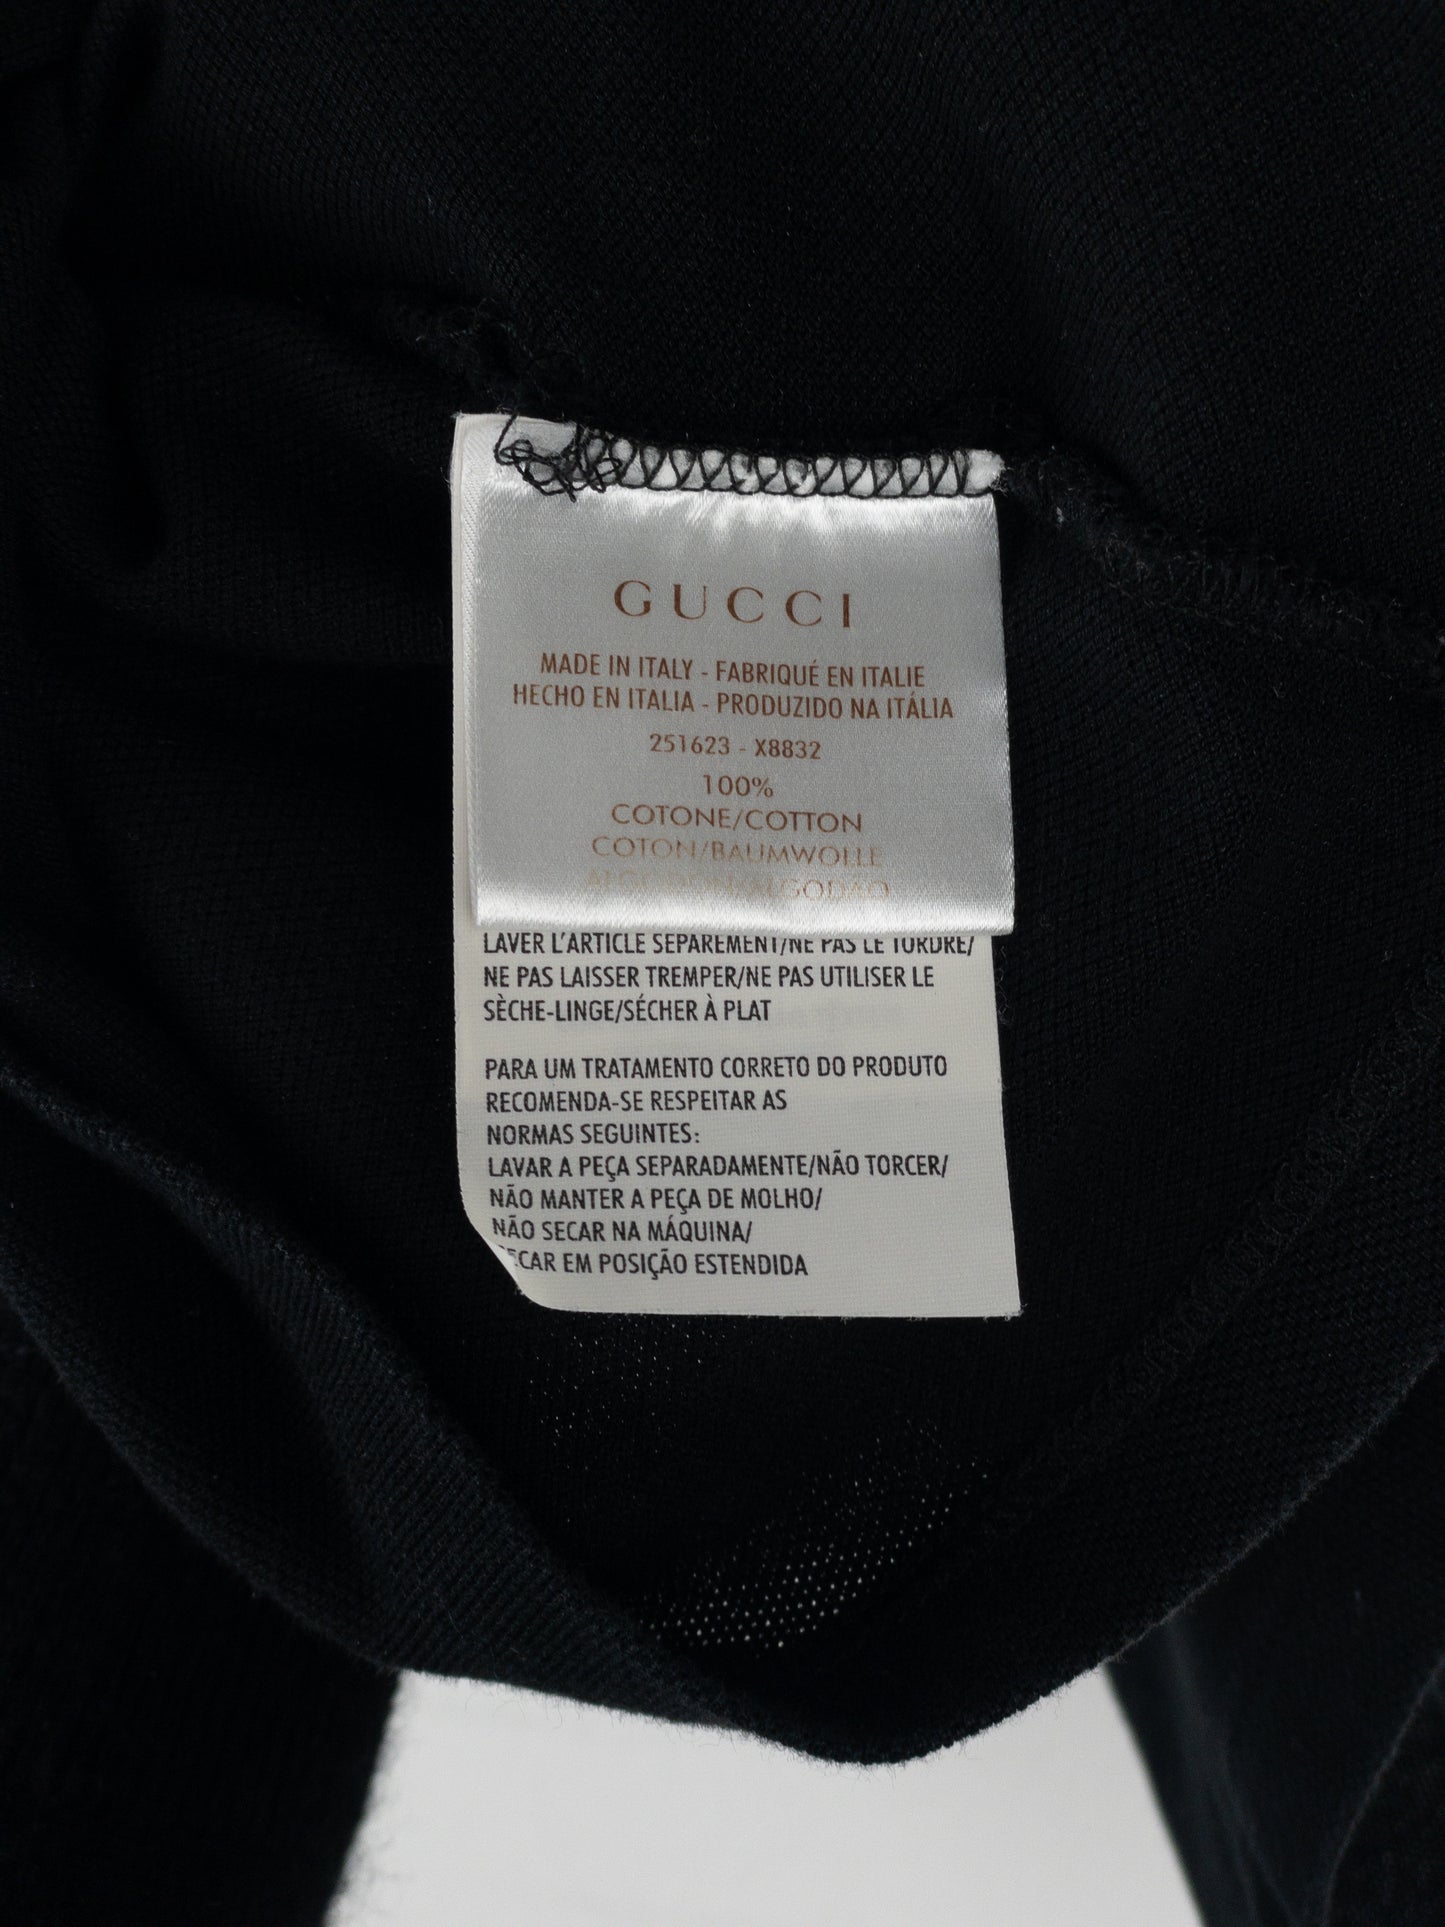 GUCCI
MADE IN ITALY - FABRIQUÉ EN ITALIE
HECHO EN ITALIA - PRODUZIDO NA ITÁLIA
251623 - X8832
100%
COTONE/COTTON
COTON/BAUMWOLLE
ALGODON/ALGODAO
LAVER L'ARTICLE SEPAREMENT/NE PAS LE TORDRE/
NE PAS LAISSER TREMPER/NE PAS UTILISER LE
SÈCHE-LINGE/SÉCHER À PLAT
PARA UM TRATAMENTO CORRETO DO PRODUTO
RECOMENDA-SE RESPEITAR AS
NORMAS SEGUINTES:
LAVAR A PEÇA SEPARADAMENTE/NÃO TORCER/
NÃO MANTER A PEÇA DE MOLHO/
NÃO SECAR NA MÁQUINA/
SECAR EM POSIÇÃO ESTENDIDA